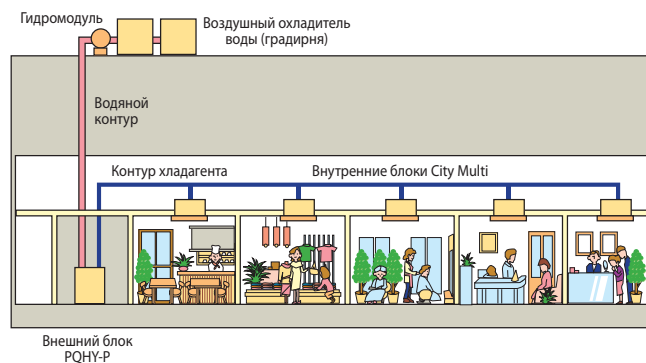 Гидромодуль
Воздушный охладитель
воды (градирня)
Водяной
контур
Контур хладагента
Внутренние блоки City Multi
Внешний блок
PQHY-P